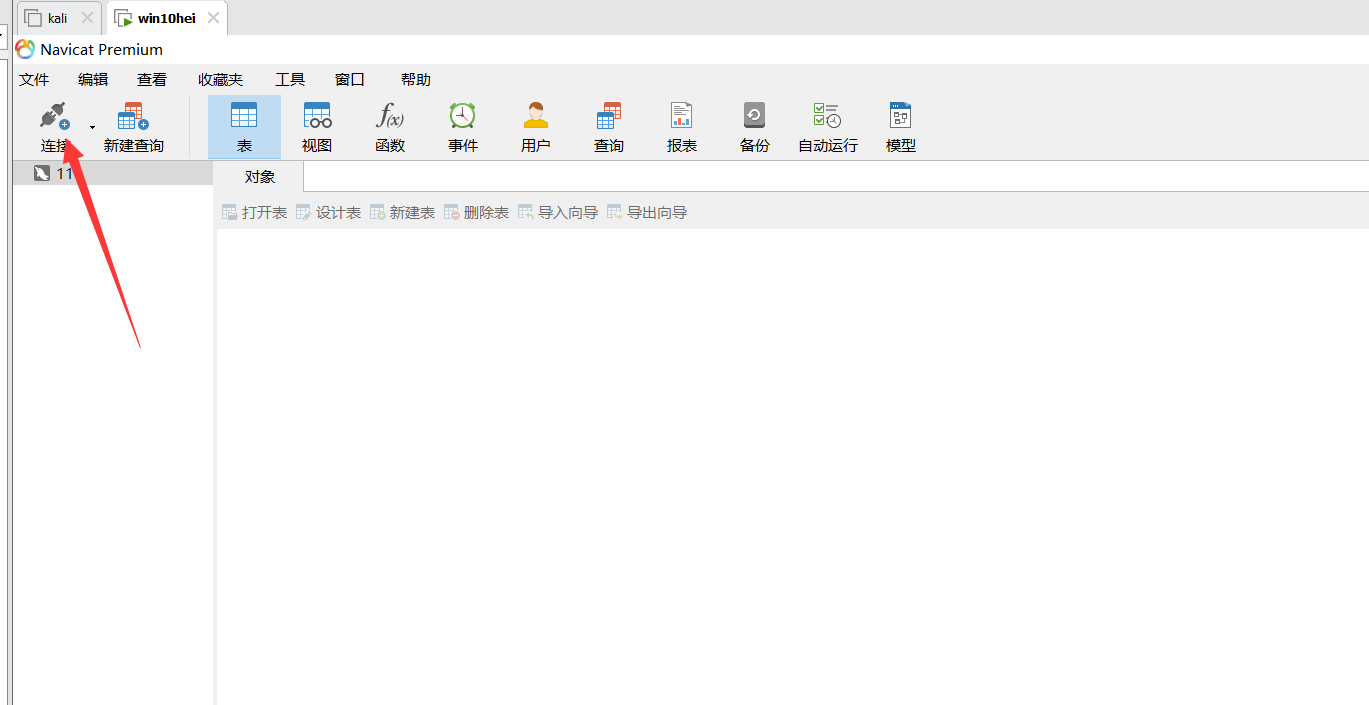 kali win10hei
Navicat Premium
文件 编辑 查看 收藏夹 工具 窗口 帮助
连接 新建查询 表 视图 函数 事件 用户 查询 报表 备份 自动运行 模型
11 对象
打开表 设计表 新建表 删除表 导入向导 导出向导